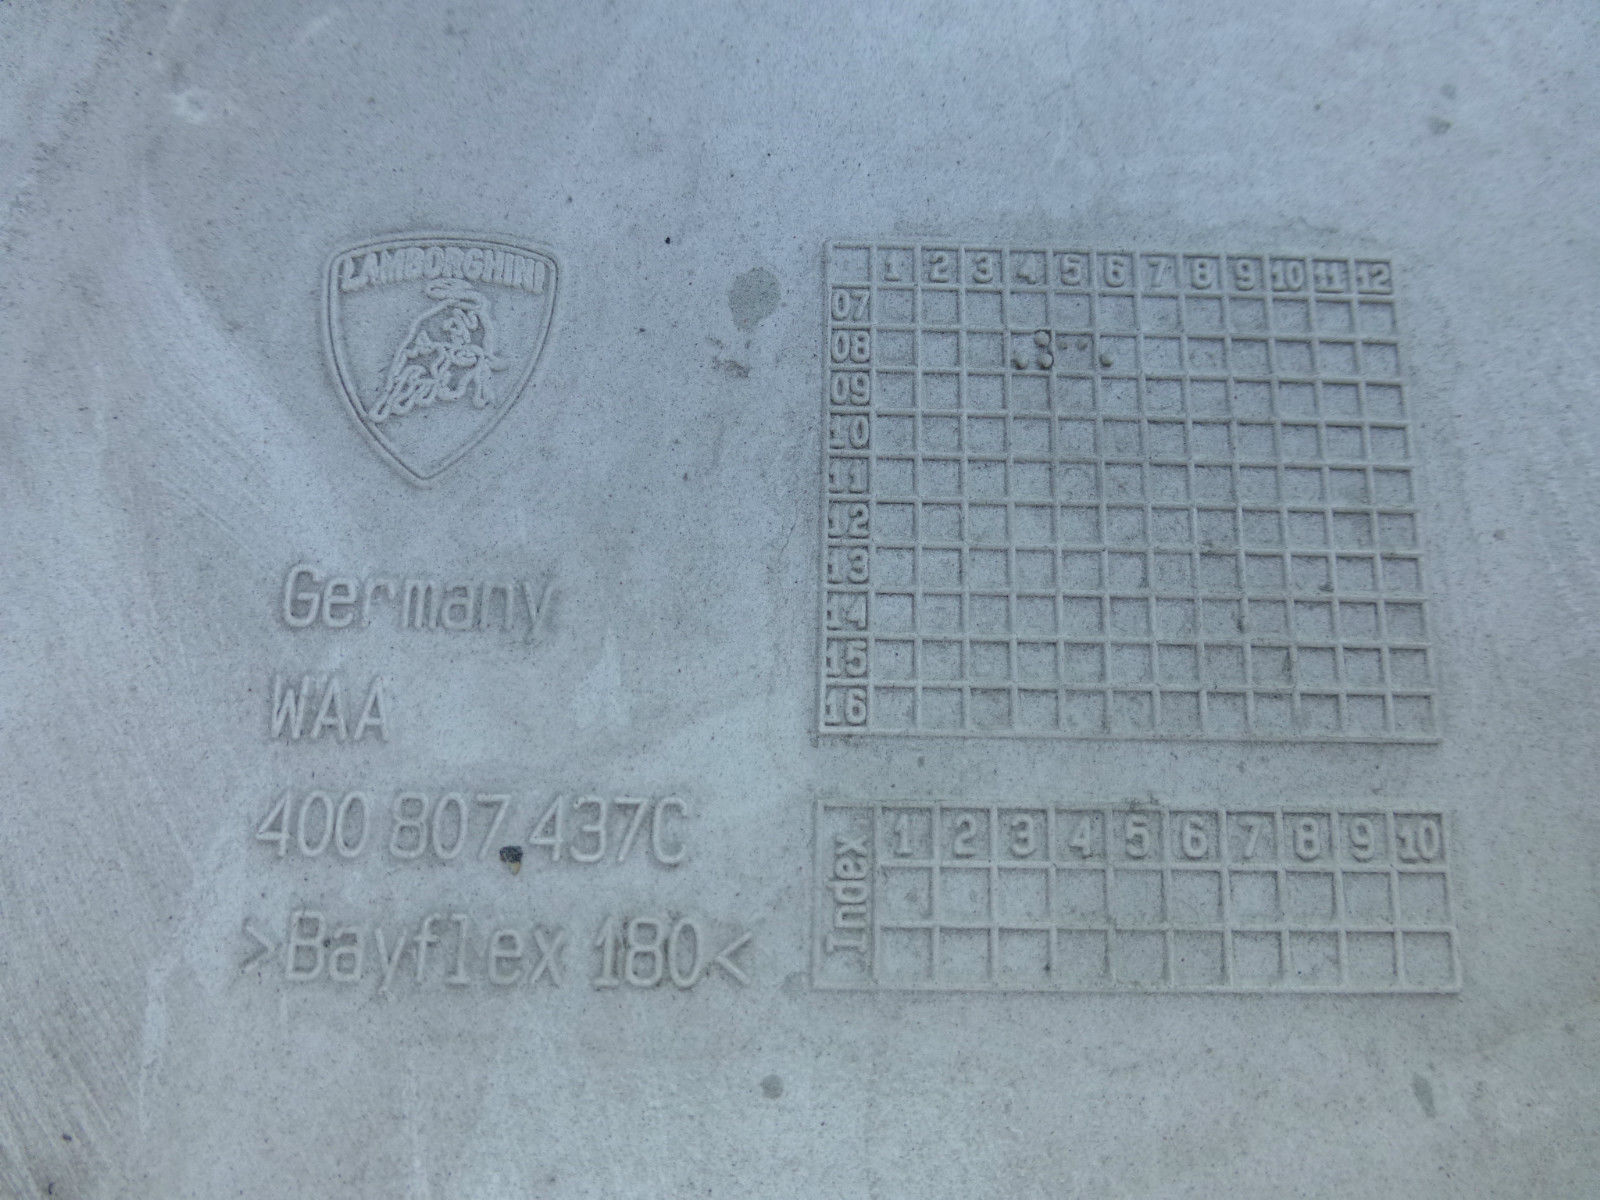 LAMBORGHINI
Germany
WAA
400 807 437C
>Bayflex 180<
1 2 3 4 5 6 7 8 9 10 11 12
07
08
09
10
11
12
13
14
15
16
Index 1 2 3 4 5 6 7 8 9 10